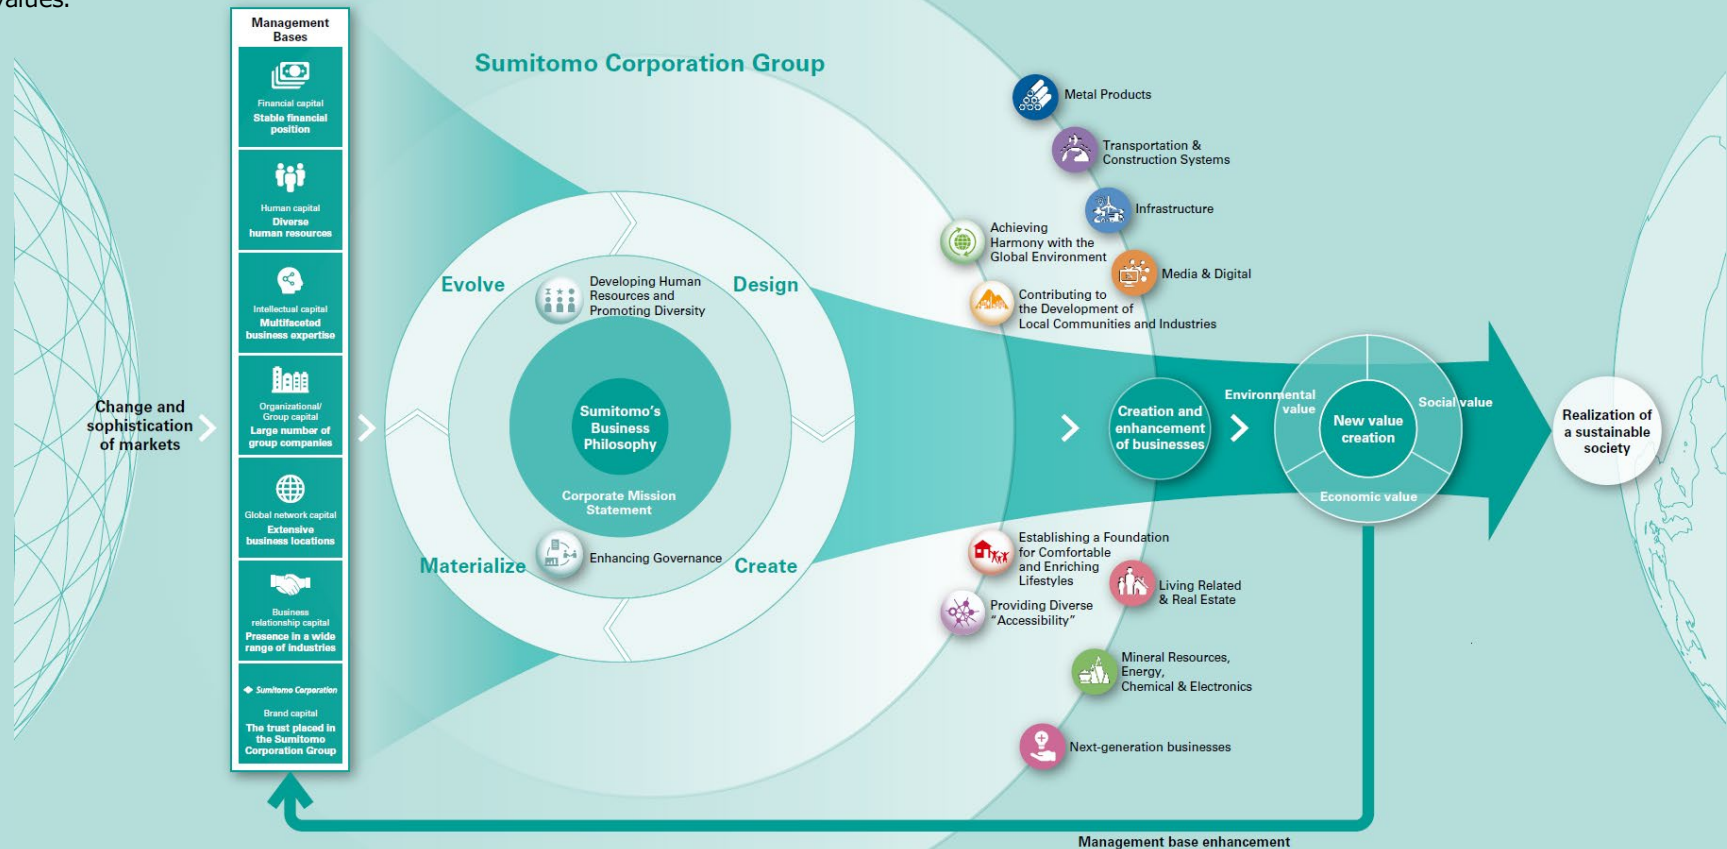 values.
Management
Bases
Financial capital
Stable financial
position
Human capital
Diverse
human resources
Intellectual capital
Multifaceted
business expertise
Organizational/
Group capital
Large number of
group companies
Global network capital
Extensive
business locations
Business
relationship capital
Presence in a wide
range of industries
Sumitomo Corporation
Brand capital
The trust placed in
the Sumitomo
Corporation Group
Change and
sophistication
of markets
Sumitomo Corporation Group
Evolve
Design
Materialize
Create
Developing Human
Resources and
Promoting Diversity
Sumitomo's
Business
Philosophy
Corporate Mission
Statement
Enhancing Governance
Metal Products
Transportation &
Construction Systems
Infrastructure
Media & Digital
Achieving
Harmony with the
Global Environment
Contributing to
the Development of
Local Communities and Industries
Creation and
enhancement
of businesses
Establishing a Foundation
for Comfortable
and Enriching
Lifestyles
Providing Diverse
"Accessibility"
Living Related
& Real Estate
Mineral Resources,
Energy,
Chemical & Electronics
Next-generation businesses
Environmental
value
Social value
New value
creation
Economic value
Realization of
a sustainable
society
Management base enhancement